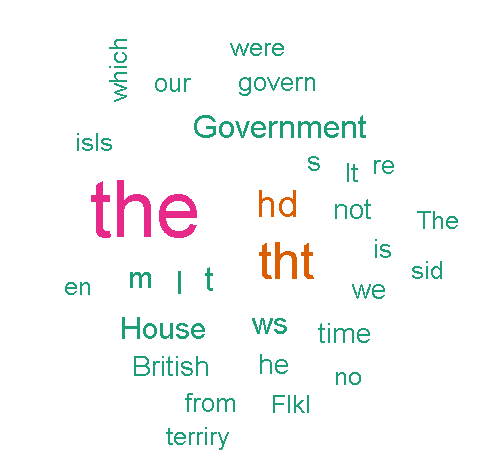 which
were
our govern
Government
isls
s It re
the hd not The
tht is
en m I t we sid
House ws time
British he no
from Flkl
terriry